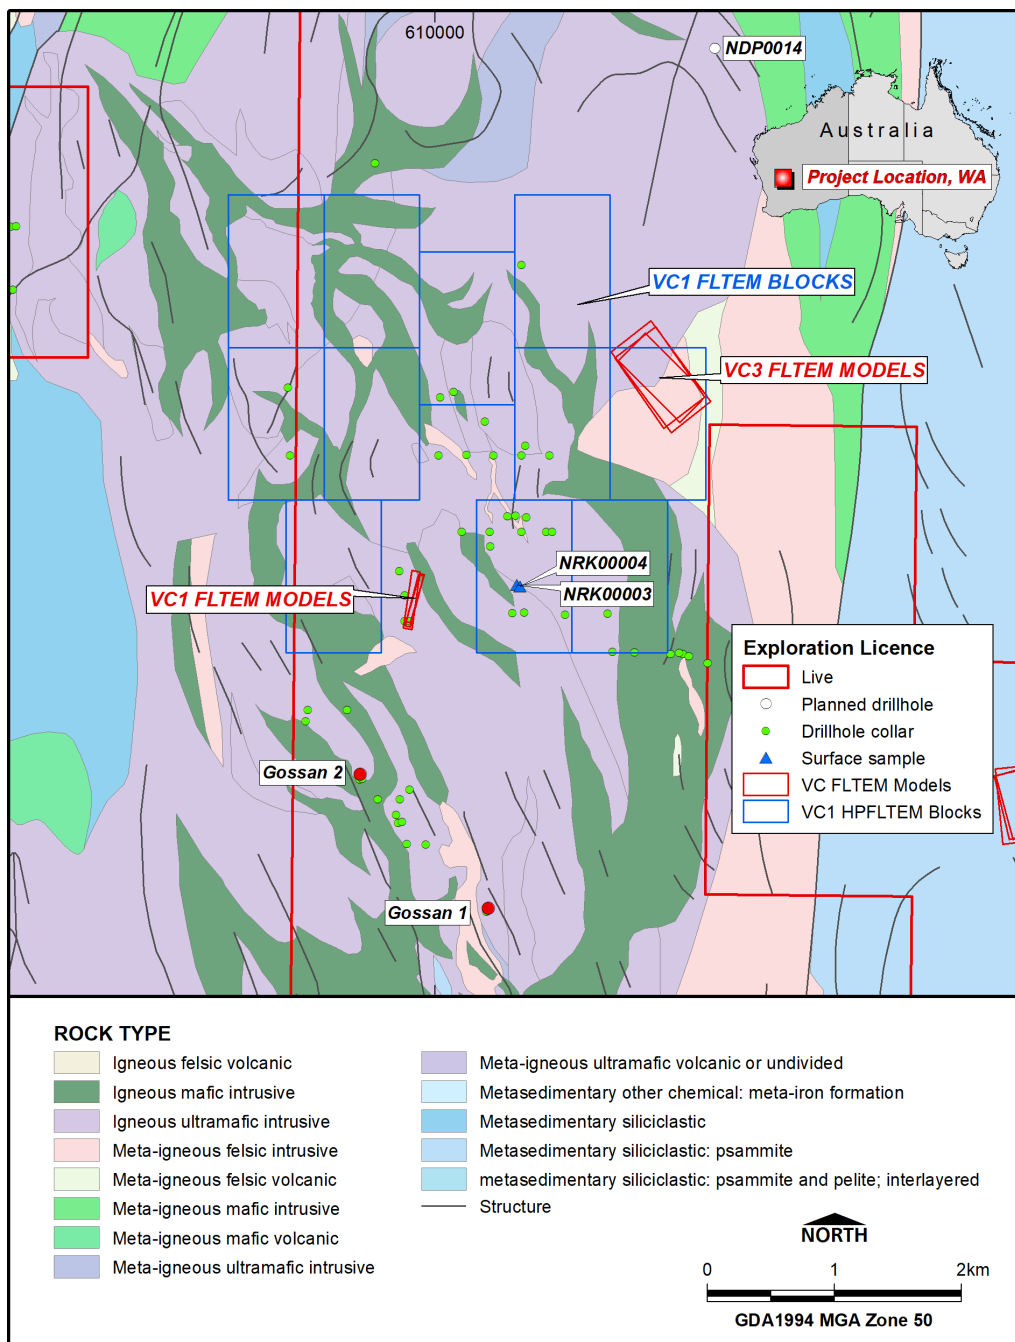 610000
NDP0014
Australia
Project Location, WA
VC1 FLTEM BLOCKS
VC3 FLTEM MODELS
NRK00004
NRK00003
VC1 FLTEM MODELS
Gossan 2
Gossan 1
Exploration Licence
Live
Planned drillhole
Drillhole collar
Surface sample
VC FLTEM Models
VC1 HPFLTEM Blocks
ROCK TYPE
Igneous felsic volcanic
Igneous mafic intrusive
Igneous ultramafic intrusive
Meta-igneous felsic intrusive
Meta-igneous felsic volcanic
Meta-igneous mafic intrusive
Meta-igneous mafic volcanic
Meta-igneous ultramafic intrusive
Meta-igneous ultramafic volcanic or undivided
Metasedimentary other chemical: meta-iron formation
Metasedimentary siliciclastic
Metasedimentary siliciclastic: psammite
metasedimentary siliciclastic: psammite and pelite; interlayered
Structure
NORTH
0 1 2km
GDA1994 MGA Zone 50